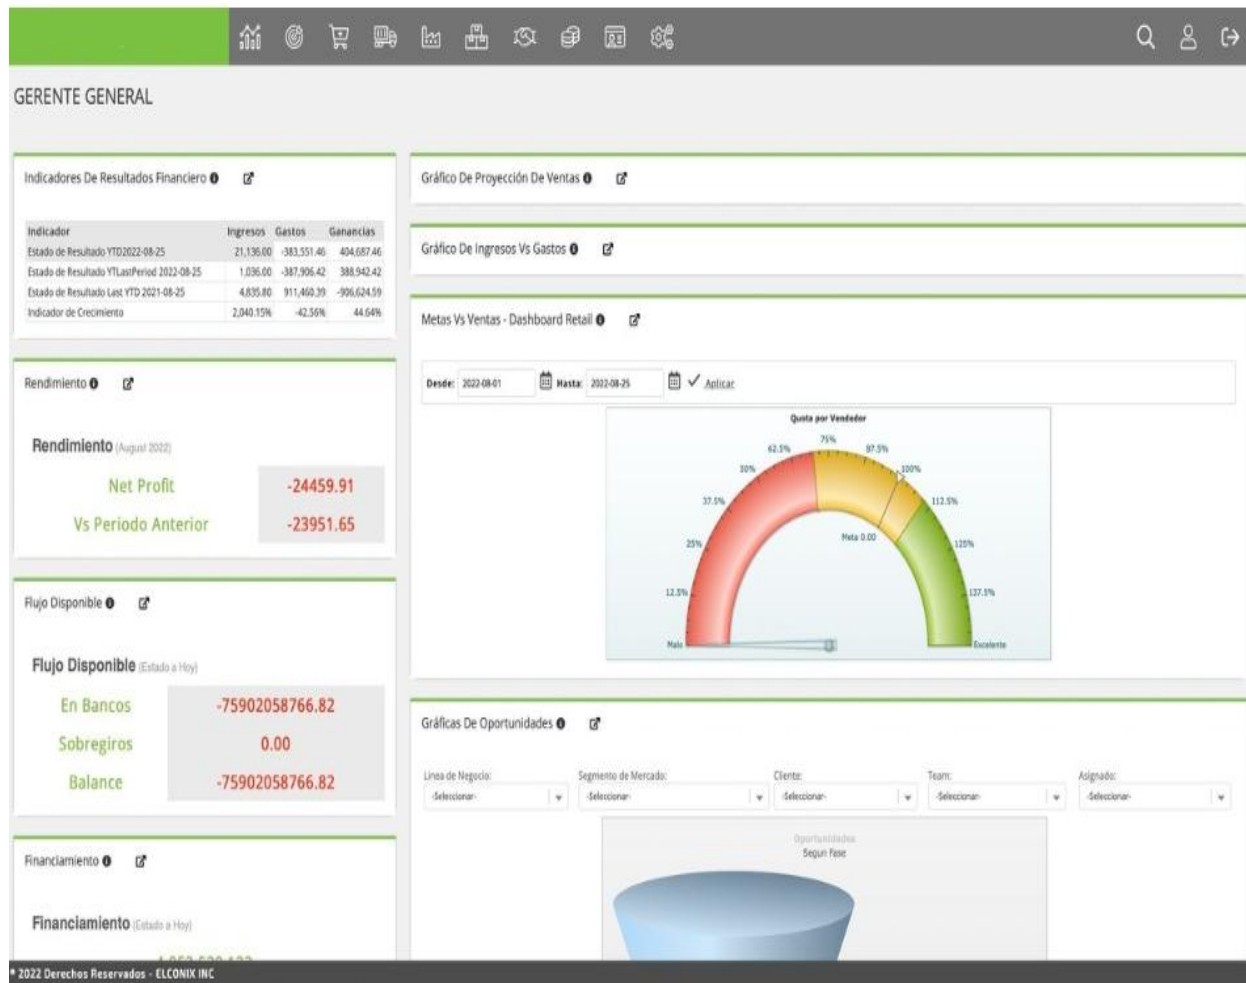 GERENTE GENERAL
Indicadores De Resultados Financiero
Indicador Ingresos Gastos Ganancias
Estado de Resultado YTD2022-08-25 21,136.00 -383,551.46 404,687.46
Estado de Resultado YTLastPeriod 2022-08-25 1,036.00 -387,906.42 388,942.42
Estado de Resultado Last YTD 2021-08-25 4,835.80 911,460.39 -906,624.59
Indicador de Crecimiento 2,040.15% -42.56% 44.64%
Rendimiento
Rendimiento (August 2022)
Net Profit -24459.91
Vs Periodo Anterior -23951.65
Flujo Disponible
Flujo Disponible (Estado a Hoy)
En Bancos -75902058766.82
Sobregiros 0.00
Balance -75902058766.82
Financiamiento
Financiamiento (Estado a Hoy)
Gráfico De Proyección De Ventas
Gráfico De Ingresos Vs Gastos
Metas Vs Ventas - Dashboard Retail
Desde: 2022-08-01 Hasta: 2022-08-25 Aplicar
Quota por Vendedor
75%
62.5% 87.5%
50% 100%
37.5% 112.5%
Meta 0.00
25% 125%
12.5% 137.5%
Malo Excelente
Gráficas De Oportunidades
Linea de Negocio: Segmento de Mercado: Cliente: Team: Asignado:
-Seleccionar- -Seleccionar- -Seleccionar- -Seleccionar- -Seleccionar-
Oportunidades
Segun Fase
® 2022 Derechos Reservados - ELCONIX INC